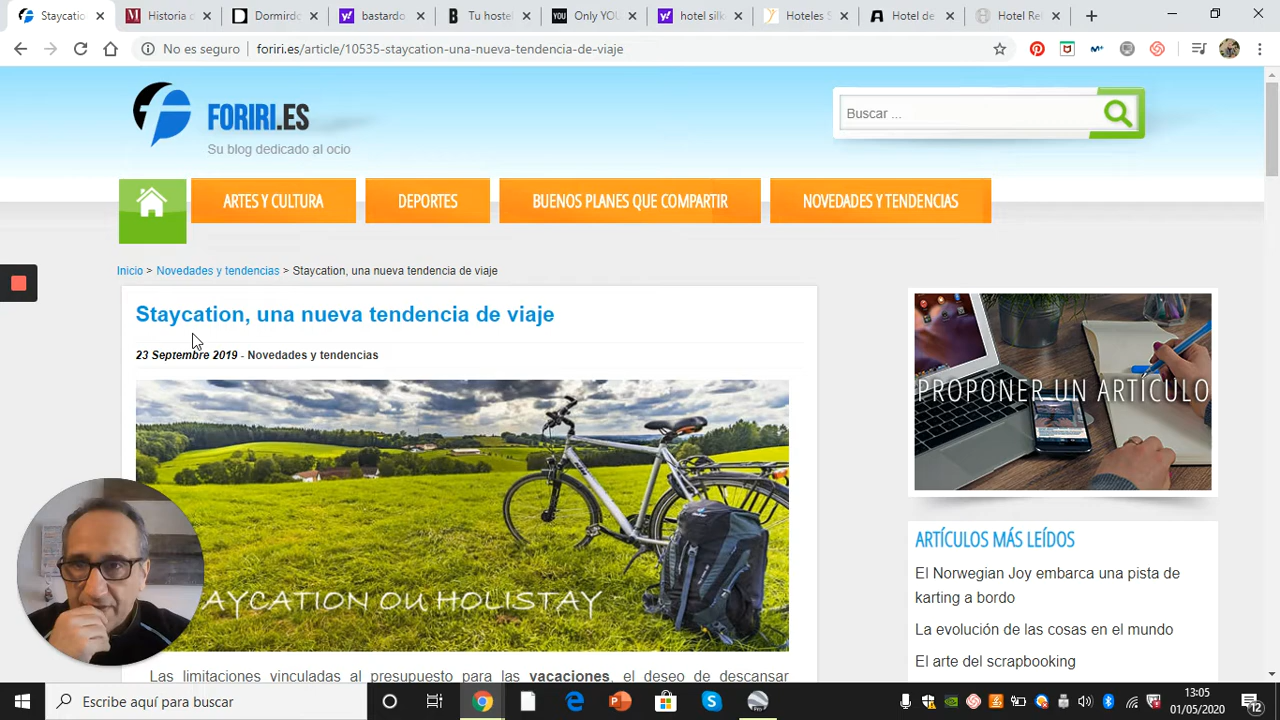 Staycatio
Historia d
Dormirdo
bastardo
Tu hoste
Only YOU
hotel sin
Hoteles S
Hotel de
Hotel Re
No es seguro
foriri.es/article/10535-staycation-una-nueva-tendencia-de-viaje
FORIRI.ES
Su blog dedicado al ocio
Buscar ...
ARTES Y CULTURA
DEPORTES
BUENOS PLANES QUE COMPARTIR
NOVEDADES Y TENDENCIAS
Inicio > Novedades y tendencias > Staycation, una nueva tendencia de viaje
Staycation, una nueva tendencia de viaje
23 Septembre 2019 - Novedades y tendencias
AYCATION OU HOLISTAY
Las limitaciones vinculadas al presupuesto para las vacaciones, el deseo de descansar
PROPONER UN ARTÍCULO
ARTÍCULOS MÁS LEÍDOS
El Norwegian Joy embarca una pista de
karting a bordo
La evolución de las cosas en el mundo
El arte del scrapbooking
Escribe aquí para buscar
13:05
01/05/2020
12